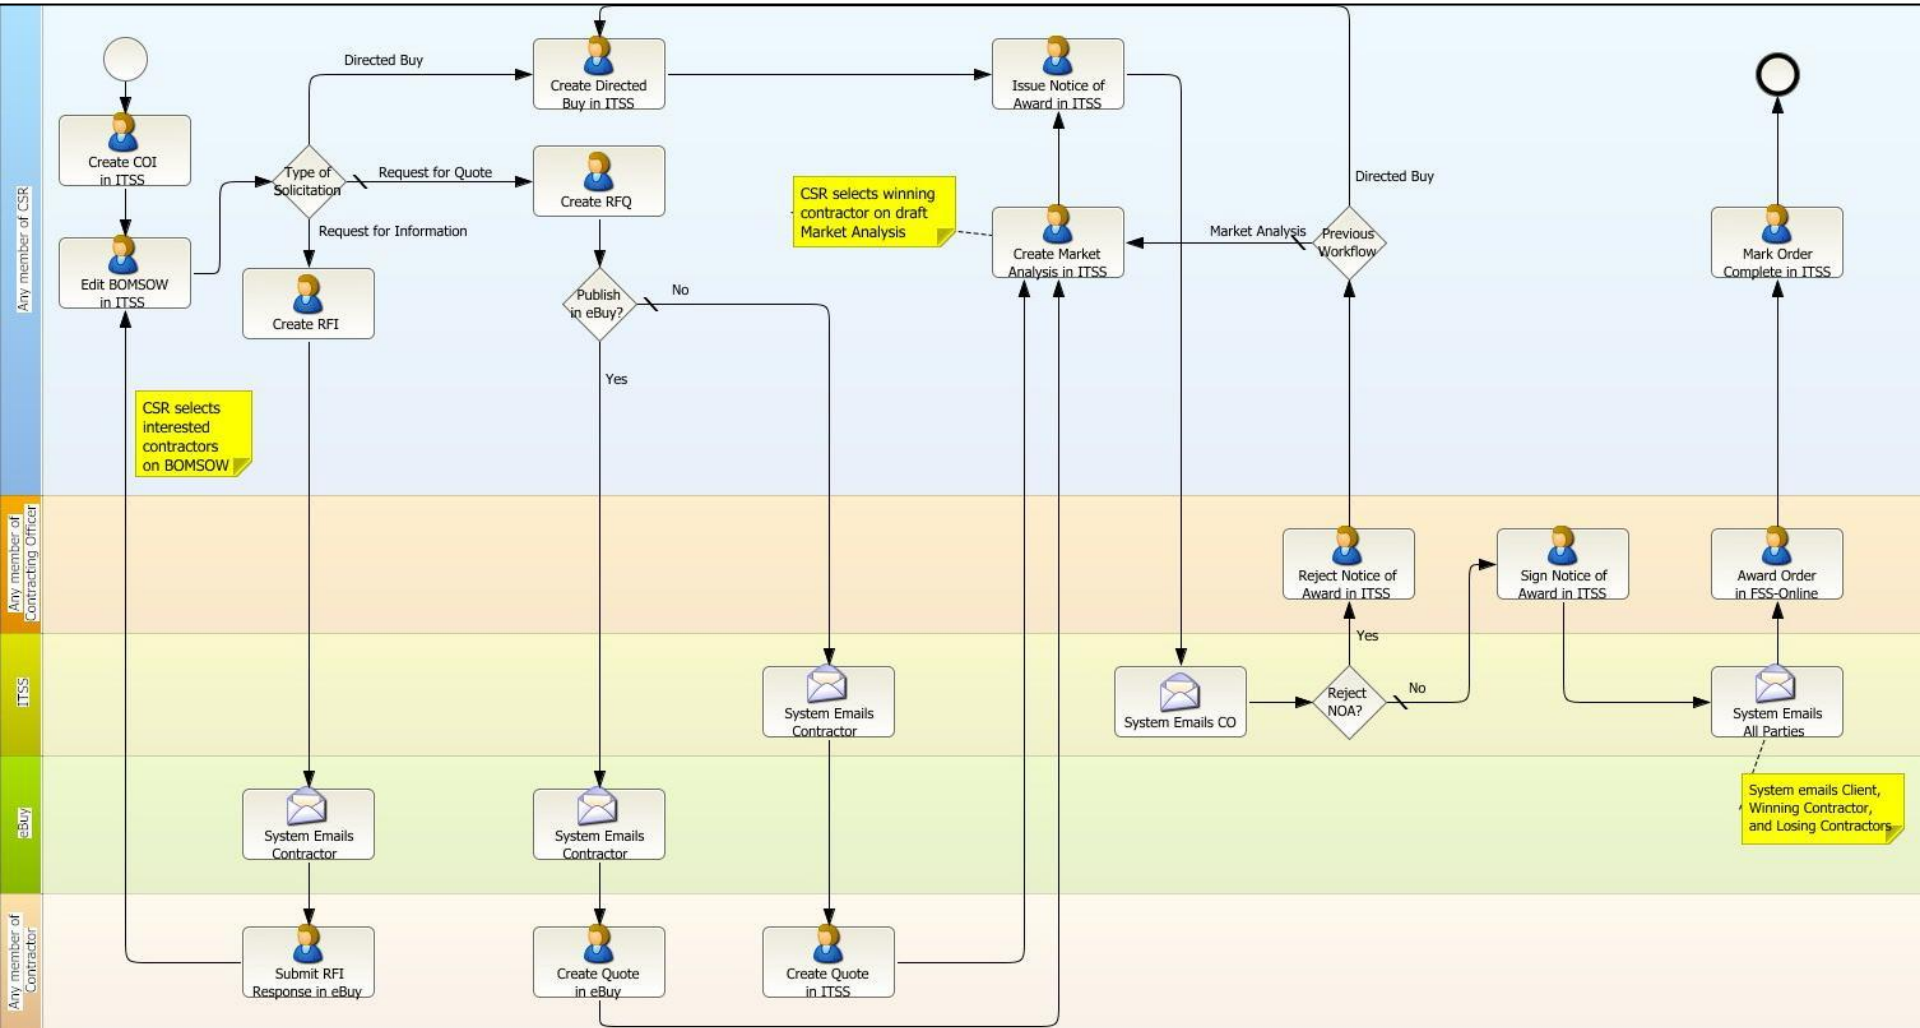 Any member of CSR
Create COI
in ITSS
Edit BOMSOW
in ITSS
CSR selects
interested
contractors
on BOMSOW
Type of
Solicitation
Directed Buy
Request for Quote
Request for Information
Create RFI
Create Directed
Buy in ITSS
Create RFQ
Publish
in eBuy?
No
Yes
CSR selects winning
contractor on draft
Market Analysis
Issue Notice of
Award in ITSS
Create Market
Analysis in ITSS
Market Analysis
Previous
Workflow
Directed Buy
Mark Order
Complete in ITSS
Any member of
Contracting Officer
Reject Notice of
Award in ITSS
Sign Notice of
Award in ITSS
Award Order
in FSS-Online
ITSS
System Emails
Contractor
System Emails CO
Reject
NOA?
Yes
No
System Emails
All Parties
eBuy
System Emails
Contractor
System Emails
Contractor
System emails Client,
Winning Contractor,
and Losing Contractors
Any member of
Contractor
Submit RFI
Response in eBuy
Create Quote
in eBuy
Create Quote
in ITSS